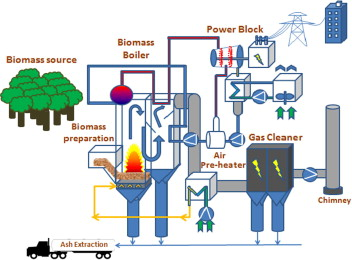 Power Block
Biomass
Boiler
Biomass source
Biomass
preparation
Gas Cleaner
Air
Pre-heater
Chimney
Ash Extraction